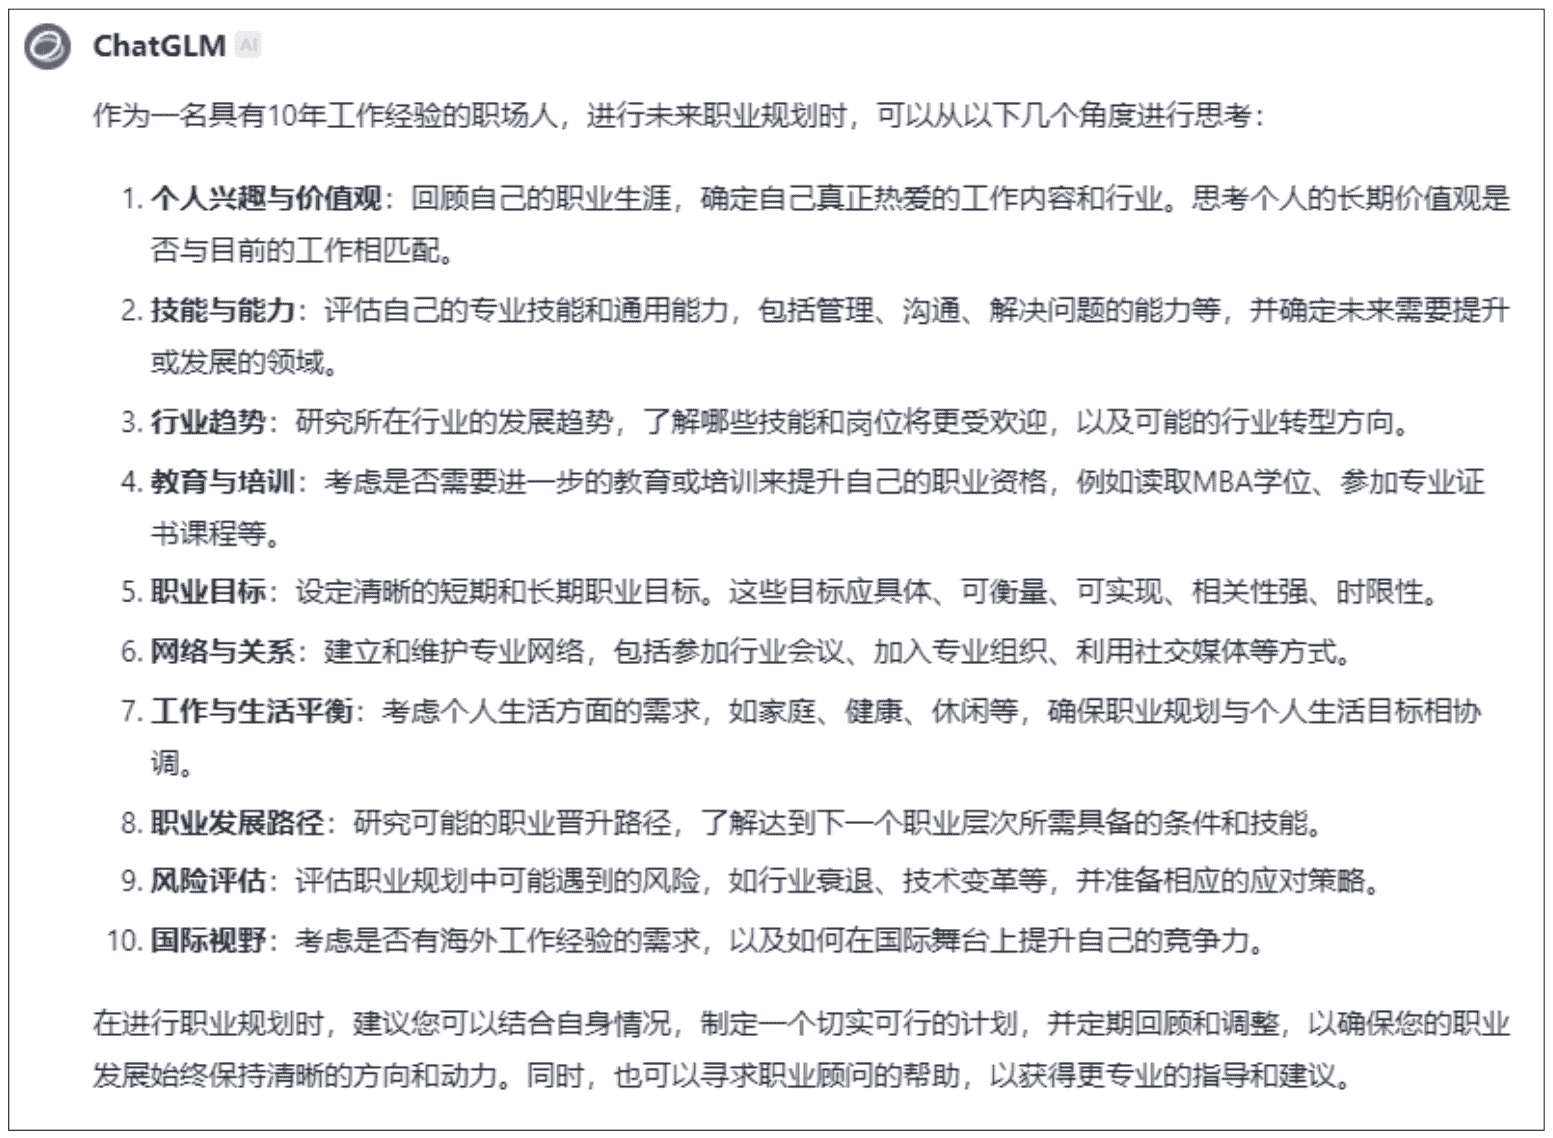 ChatGLM AI
作为一名具有10年工作经验的职场人，进行未来职业规划时，可以从以下几个角度进行思考：
1. 个人兴趣与价值观：回顾自己的职业生涯，确定自己真正热爱的工作内容和行业。思考个人的长期价值观是
否与目前的工作相匹配。
2. 技能与能力：评估自己的专业技能和通用能力，包括管理、沟通、解决问题的能力等，并确定未来需要提升
或发展的领域。
3. 行业趋势：研究所在行业的发展趋势，了解哪些技能和岗位将更受欢迎，以及可能的行业转型方向。
4. 教育与培训：考虑是否需要进一步的教育或培训来提升自己的职业资格，例如读取MBA学位、参加专业证
书课程等。
5. 职业目标：设定清晰的短期和长期职业目标。这些目标应具体、可衡量、可实现、相关性强、时限性。
6. 网络与关系：建立和维护专业网络，包括参加行业会议、加入专业组织、利用社交媒体等方式。
7. 工作与生活平衡：考虑个人生活方面的需求，如家庭、健康、休闲等，确保职业规划与个人生活目标相协
调。
8. 职业发展路径：研究可能的职业晋升路径，了解达到下一个职业层次所需具备的条件和技能。
9. 风险评估：评估职业规划中可能遇到的风险，如行业衰退、技术变革等，并准备相应的应对策略。
10. 国际视野：考虑是否有海外工作经验的需求，以及如何在国际舞台上提升自己的竞争力。
在进行职业规划时，建议您可以结合自身情况，制定一个切实可行的计划，并定期回顾和调整，以确保您的职业
发展始终保持清晰的方向和动力。同时，也可以寻求职业顾问的帮助，以获得更专业的指导和建议。